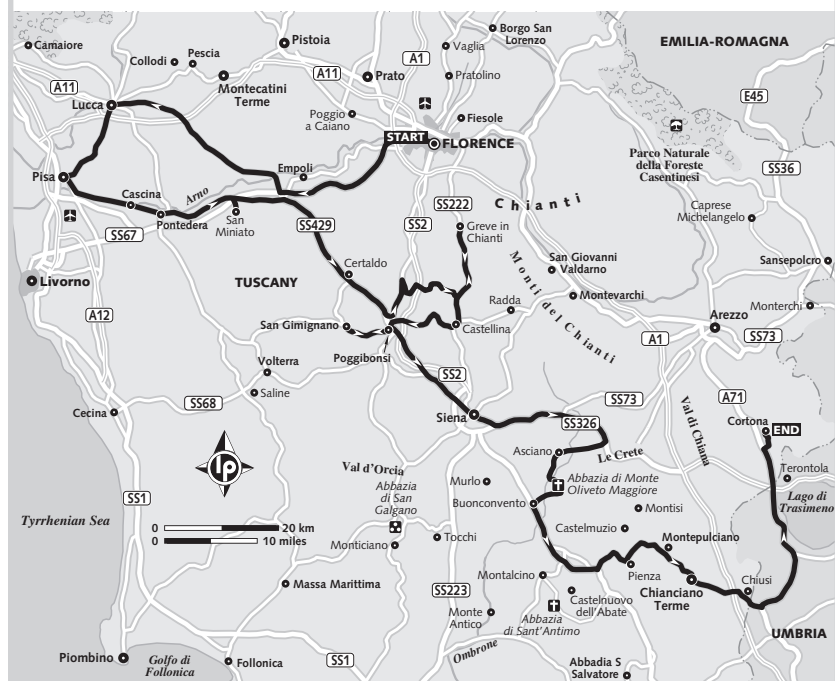 Borgo San
Lorenzo
EMILIA-ROMAGNA
Camaiore
Pistoia
A1
Vaglia
Collodi
Pescia
A11
Prato
Pratolino
A11
Montecatini
Terme
E45
Lucca
Poggio
a Caiano
Fiesole
START
FLORENCE
Parco Naturale
della Foreste
Casentinesi
SS36
Pisa
Empoli
Cascina
Arno
Pontedera
San
Miniato
SS67
SS429
SS2
SS222
Chianti
Greve in
Chianti
Caprese
Michelangelo
Livorno
TUSCANY
Certaldo
San Giovanni
Valdarno
Sansepolcro
Monti del Chianti
Radda
Montevarchi
Monterchi
A12
San Gimignano
Castellina
Arezzo
Poggibonsi
A1
SS73
Volterra
SS2
Saline
SS68
SS73
A71
Cecina
Siena
SS326
Val di Chiana
Cortona
END
Asciano
Le Crete
lp
Val d'Orcia
Abbazia
di San
Galgano
Murlo
Abbazia di Monte
Oliveto Maggiore
Terontola
Buonconvento
Montisi
Lago di
Trasimeno
SS1
Tyrrhenian Sea
0 20 km
0 10 miles
Castelmuzio
Monticiano
Tocchi
Montepulciano
Massa Marittima
Montalcino
Pienza
Chiusi
SS223
Castelnuovo
dell'Abate
Chianciano
Terme
Monte
Antico
Abbazia
di Sant'Antimo
UMBRIA
Ombrone
Piombino
Golfo di
Follonica
Follonica
SS1
Abbadia S
Salvatore